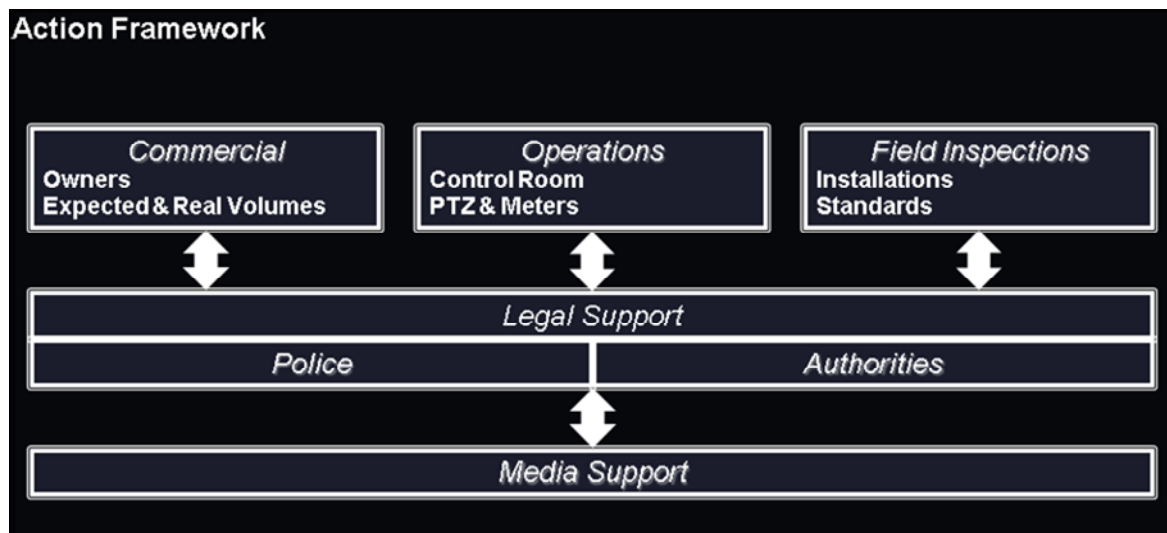 Action Framework
Commercial
Owners
Expected & Real Volumes
Operations
Control Room
PTZ & Meters
Field Inspections
Installations
Standards
Legal Support
Police
Authorities
Media Support